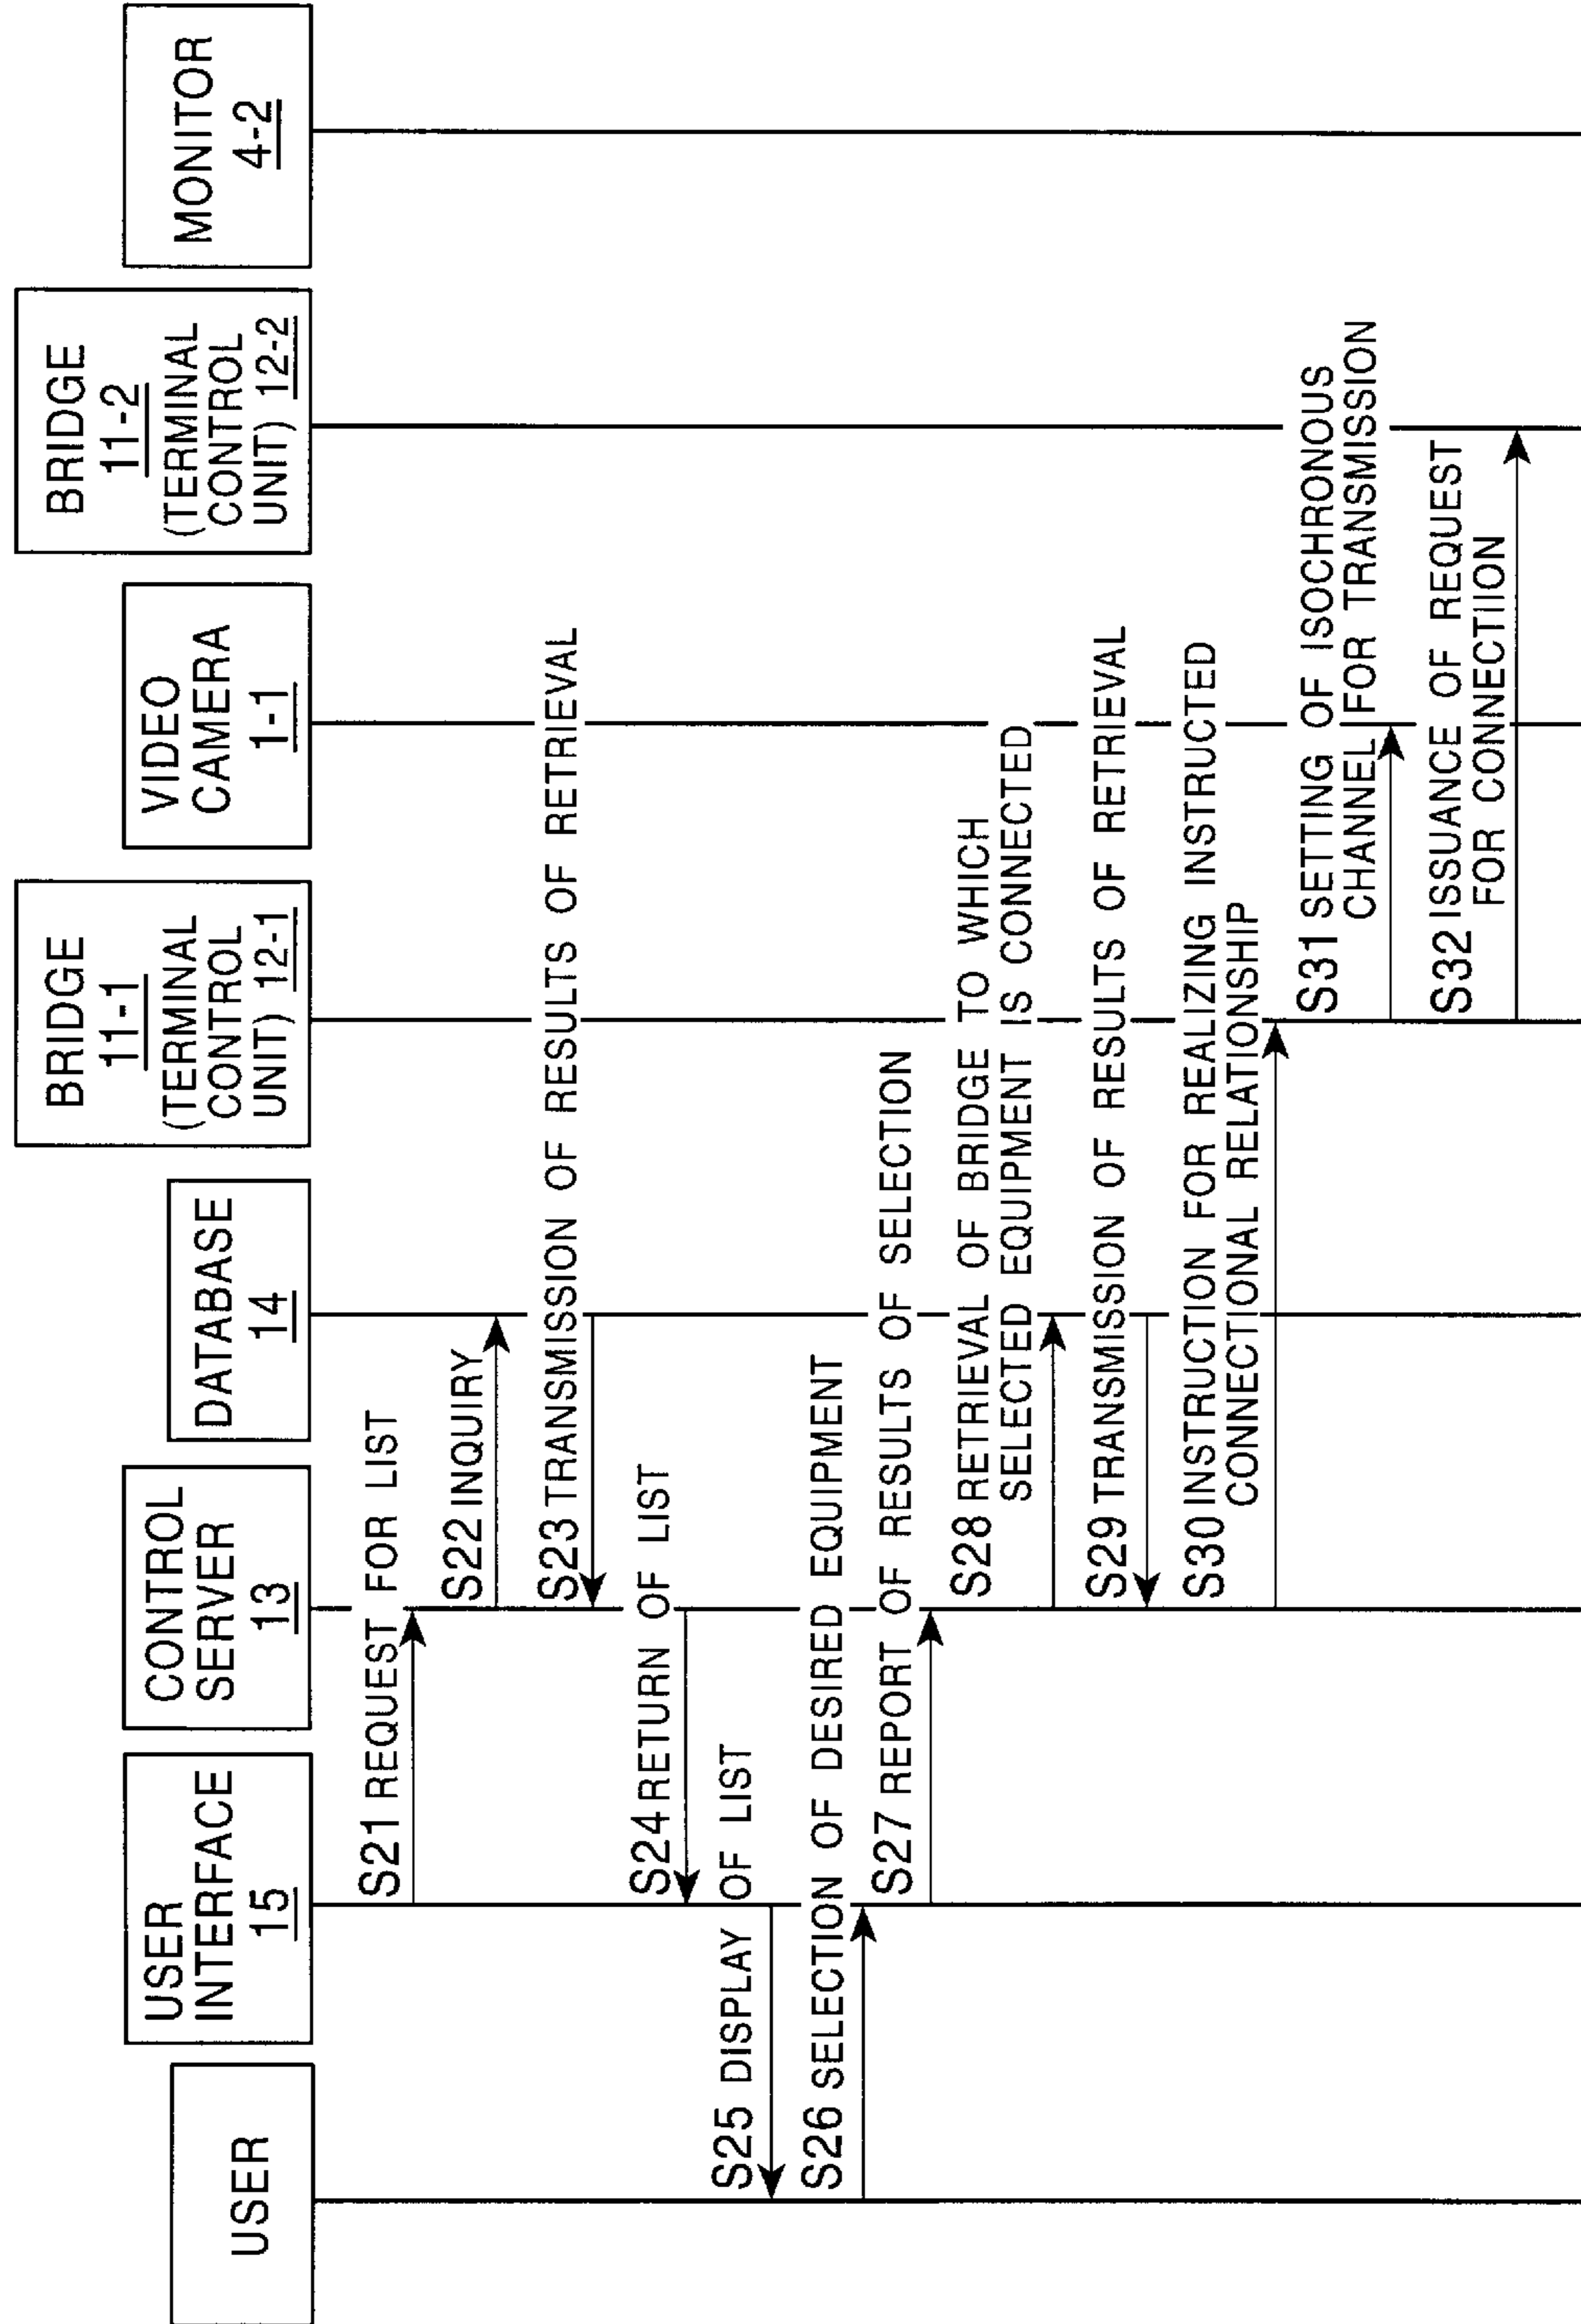 USER
USER
INTERFACE
15
CONTROL
SERVER
13
DATABASE
14
BRIDGE
11-1
(TERMINAL
CONTROL
UNIT) 12-1
VIDEO
CAMERA
1-1
BRIDGE
11-2
(TERMINAL
CONTROL
UNIT) 12-2
MONITOR
4-2
S21 REQUEST FOR LIST
S22 INQUIRY
S23 TRANSMISSION OF RESULTS OF RETRIEVAL
S24 RETURN OF LIST
S25 DISPLAY OF LIST
S26 SELECTION OF DESIRED EQUIPMENT
S27 REPORT OF RESULTS OF SELECTION
S28 RETRIEVAL OF BRIDGE TO WHICH
SELECTED EQUIPMENT IS CONNECTED
S29 TRANSMISSION OF RESULTS OF RETRIEVAL
S30 INSTRUCTION FOR REALIZING INSTRUCTED
CONNECTIONAL RELATIONSHIP
S31 SETTING OF ISOCHRONOUS
CHANNEL FOR TRANSMISSION
S32 ISSUANCE OF REQUEST
FOR CONNECTIION